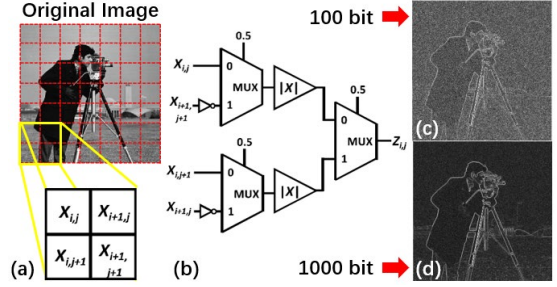 Original Image
100 bit
0.5
X_{i,j}
0
MUX
|X|
X_{i+1,
j+1}
1
0.5
0
MUX
1
Z_{i,j}
(c)
0.5
X_{i,j+1}
0
MUX
|X|
X_{i+1,j}
1
X_{i,j} X_{i+1,j}
X_{i,j+1} X_{i+1,
j+1}
(a) (b) 1000 bit (d)